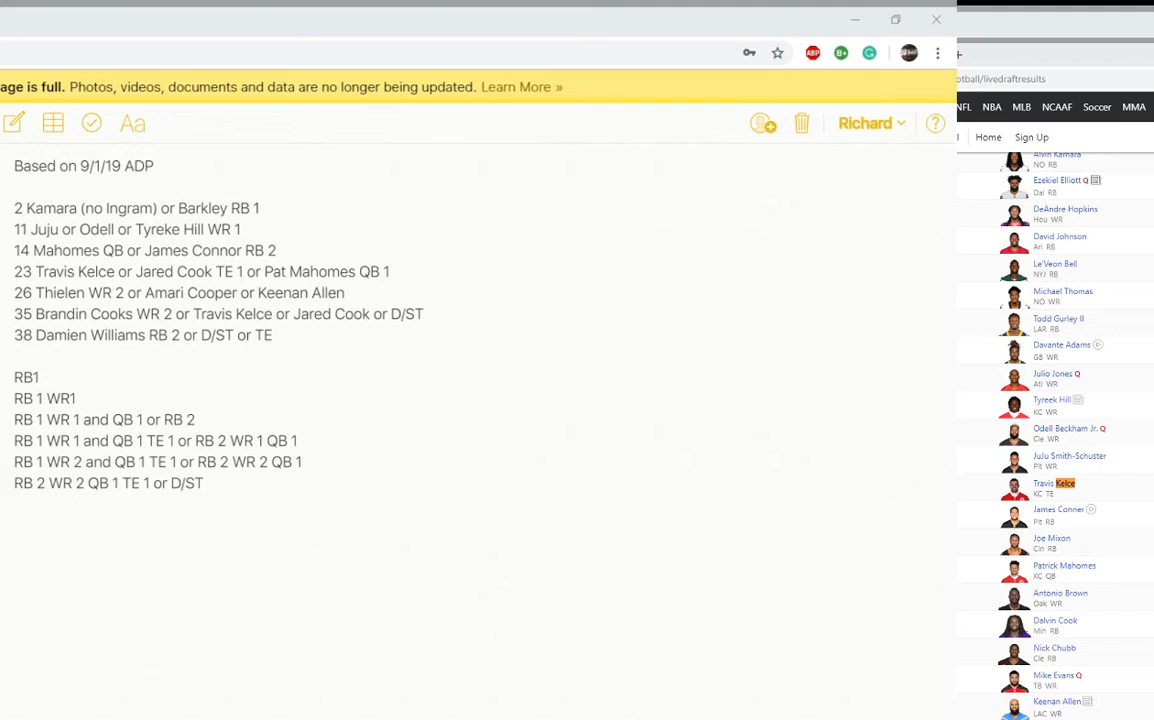 ABP
B+
age is full. Photos, videos, documents and data are no longer being updated. Learn More »
Aa
Richard
?
Based on 9/1/19 ADP
2 Kamara (no Ingram) or Barkley RB 1
11 Juju or Odell or Tyreke Hill WR 1
14 Mahomes QB or James Connor RB 2
23 Travis Kelce or Jared Cook TE 1 or Pat Mahomes QB 1
26 Thielen WR 2 or Amari Cooper or Keenan Allen
35 Brandin Cooks WR 2 or Travis Kelce or Jared Cook or D/ST
38 Damien Williams RB 2 or D/ST or TE
RB1
RB 1 WR1
RB 1 WR 1 and QB 1 or RB 2
RB 1 WR 1 and QB 1 TE 1 or RB 2 WR 1 QB 1
RB 1 WR 2 and QB 1 TE 1 or RB 2 WR 2 QB 1
RB 2 WR 2 QB 1 TE 1 or D/ST
otball/livedraftresults
NFL NBA MLB NCAAF Soccer MMA
Home Sign Up
Alvin Kamara
NO RB
Ezekiel Elliott Q
Dal RB
DeAndre Hopkins
Hou WR
David Johnson
Ari RB
Le'Veon Bell
NYJ RB
Michael Thomas
NO WR
Todd Gurley II
LAR RB
Davante Adams
GB WR
Julio Jones Q
Atl WR
Tyreek Hill
KC WR
Odell Beckham Jr. Q
Cle WR
JuJu Smith-Schuster
Pit WR
Travis Kelce
KC TE
James Conner
Pit RB
Joe Mixon
Cin RB
Patrick Mahomes
KC QB
Antonio Brown
Oak WR
Dalvin Cook
Min RB
Nick Chubb
Cle RB
Mike Evans Q
TB WR
Keenan Allen
LAC WR